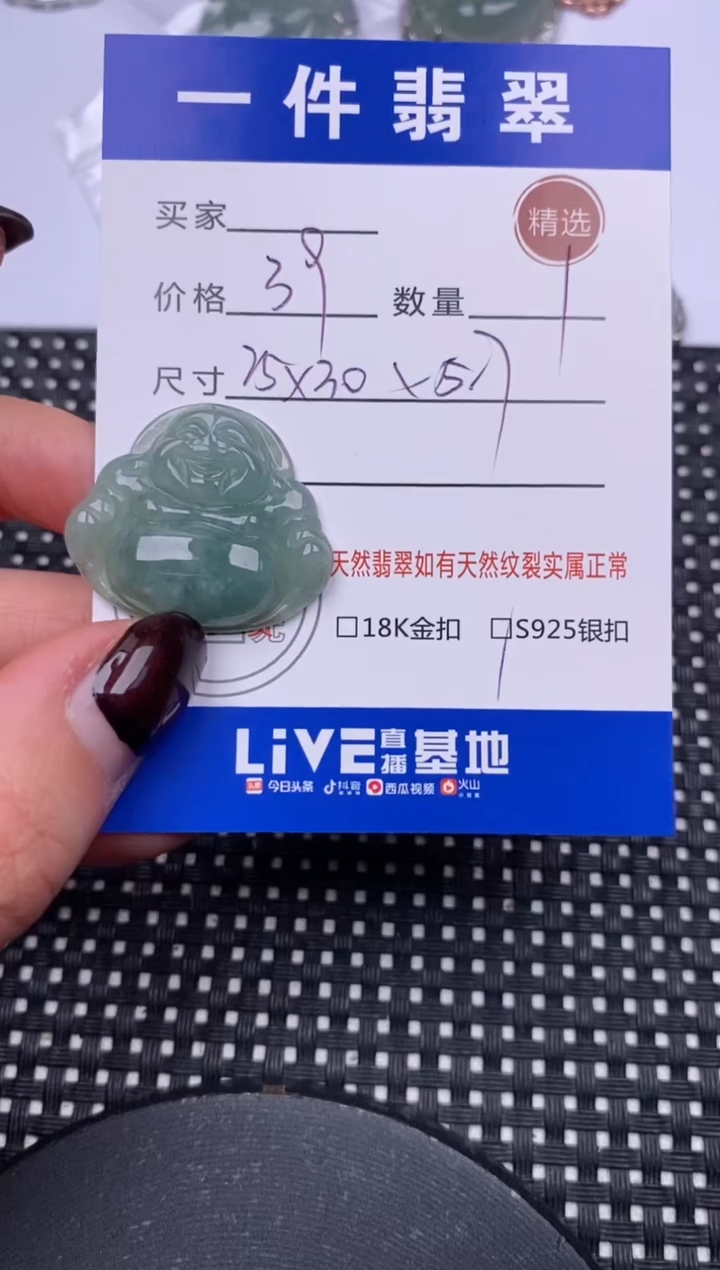 一件翡翠
买家
精选
价格 39 数量 1
尺寸 25X30 X
天然翡翠如有天然纹裂实属正常
□18K金扣 □S925银扣
LiVE直播基地
今日头条 抖音 西瓜视频 火山